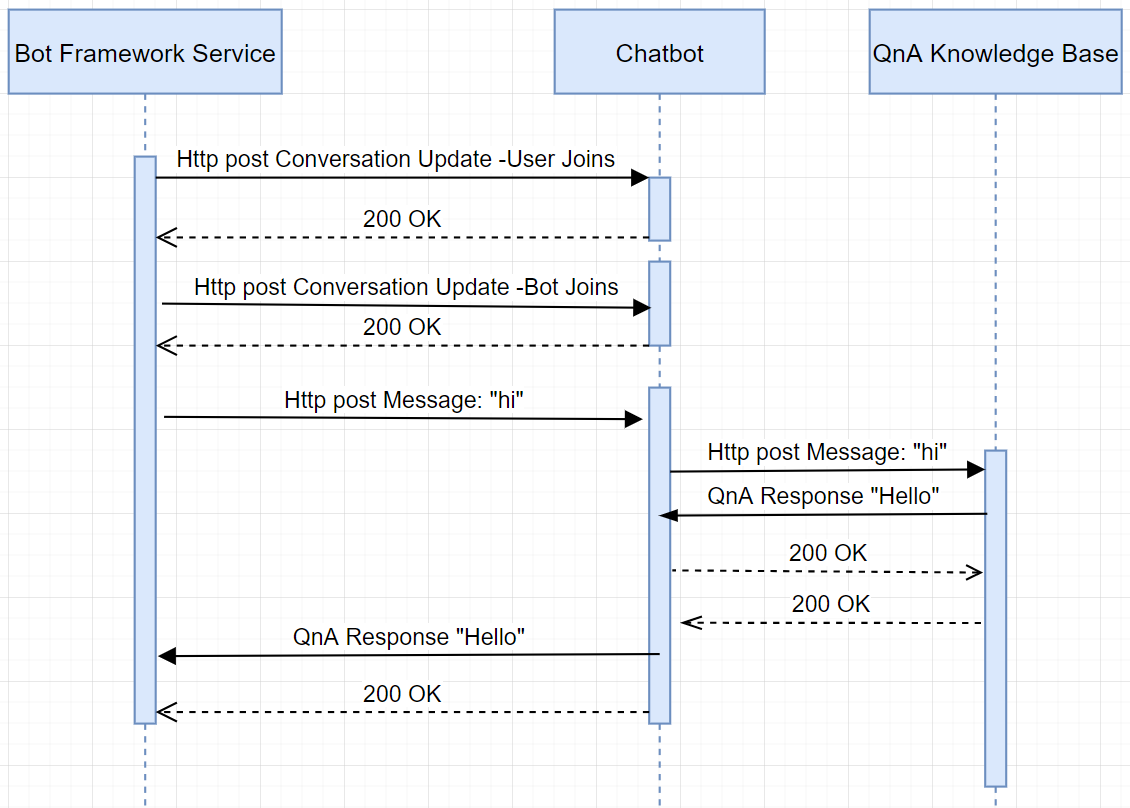 Bot Framework Service
Chatbot
QnA Knowledge Base
Http post Conversation Update -User Joins
200 OK
Http post Conversation Update -Bot Joins
200 OK
Http post Message: "hi"
Http post Message: "hi"
QnA Response "Hello"
200 OK
200 OK
QnA Response "Hello"
200 OK